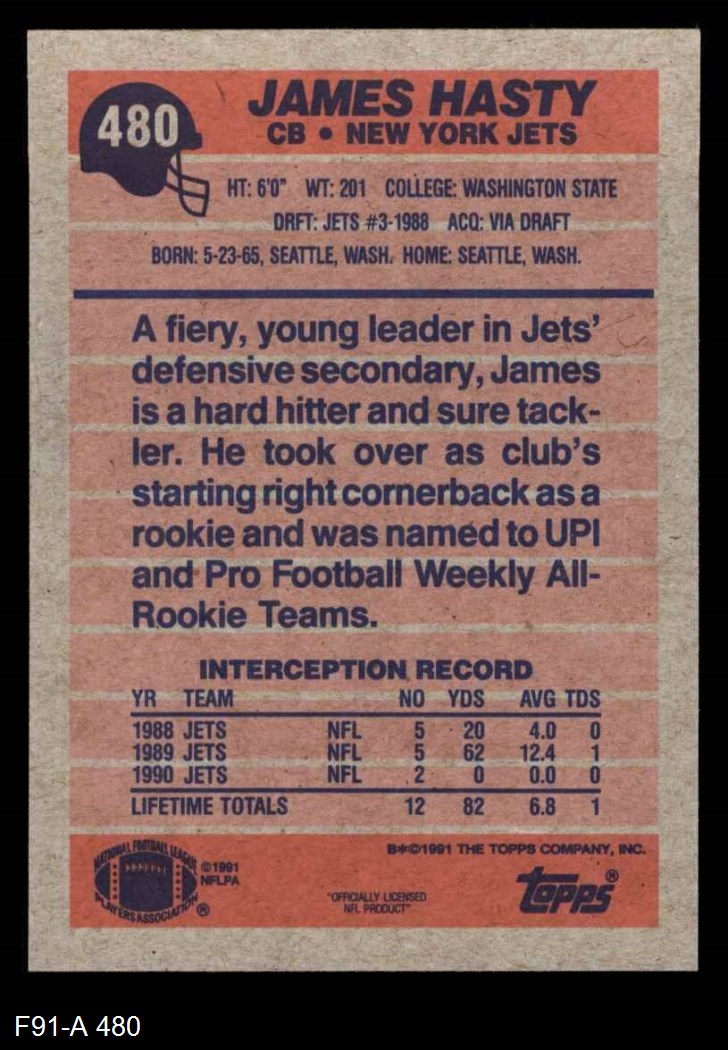 480
JAMES HASTY
CB • NEW YORK JETS
HT: 6'0" WT: 201 COLLEGE: WASHINGTON STATE
DRFT: JETS #3-1988 ACQ: VIA DRAFT
BORN: 5-23-65, SEATTLE, WASH. HOME: SEATTLE, WASH.
A fiery, young leader in Jets'
defensive secondary, James
is a hard hitter and sure tack-
ler. He took over as club's
starting right cornerback as a
rookie and was named to UPI
and Pro Football Weekly All-
Rookie Teams.
INTERCEPTION RECORD
YR TEAM NO YDS AVG TDS
1988 JETS NFL 5 20 4.0 0
1989 JETS NFL 5 62 12.4 1
1990 JETS NFL 2 0 0.0 0
LIFETIME TOTALS 12 82 6.8 1
B*©1991 THE TOPPS COMPANY, INC.
NATIONAL FOOTBALL LEAGUE
PLAYERS ASSOCIATION ®
©1991
NFLPA
"OFFICIALLY LICENSED
NFL PRODUCT"
topps®
F91-A 480